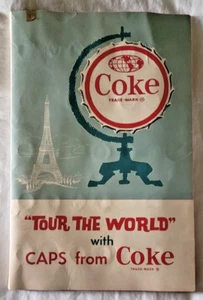 Coke
TRADE-MARK ®
"TOUR THE WORLD"
with
CAPS from Coke
TRADE-MARK ®